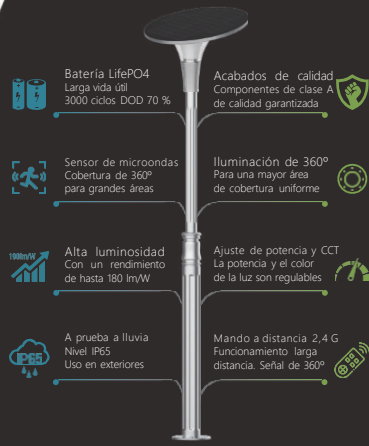 Batería LifePO4
Larga vida útil
3000 ciclos DOD 70 %
Acabados de calidad
Componentes de clase A
de calidad garantizada
Sensor de microondas
Cobertura de 360º
para grandes áreas
Iluminación de 360º
Para una mayor área
de cobertura uniforme
Alta luminosidad
Con un rendimiento
de hasta 180 lm/W
Ajuste de potencia y CCT
La potencia y el color
de la luz son regulables
IP65
A prueba a lluvia
Nivel IP65
Uso en exteriores
Mando a distancia 2,4 G
Funcionamiento larga
distancia. Señal de 360º